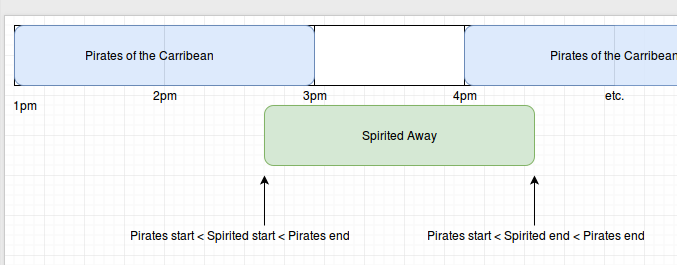 Pirates of the Carribean
Pirates of the Carribean
1pm
2pm
3pm
4pm
etc.
Spirited Away
Pirates start < Spirited start < Pirates end
Pirates start < Spirited end < Pirates end